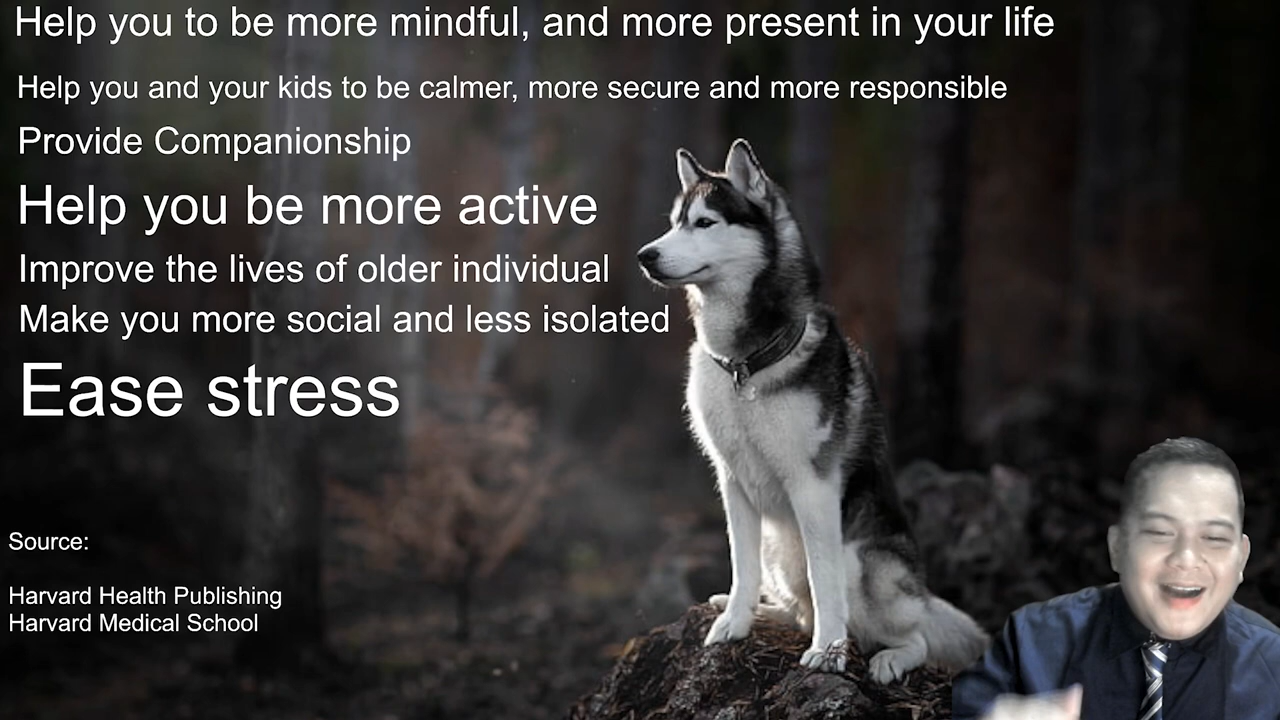 Help you to be more mindful, and more present in your life
Help you and your kids to be calmer, more secure and more responsible
Provide Companionship
Help you be more active
Improve the lives of older individual
Make you more social and less isolated
Ease stress
Source:
Harvard Health Publishing
Harvard Medical School